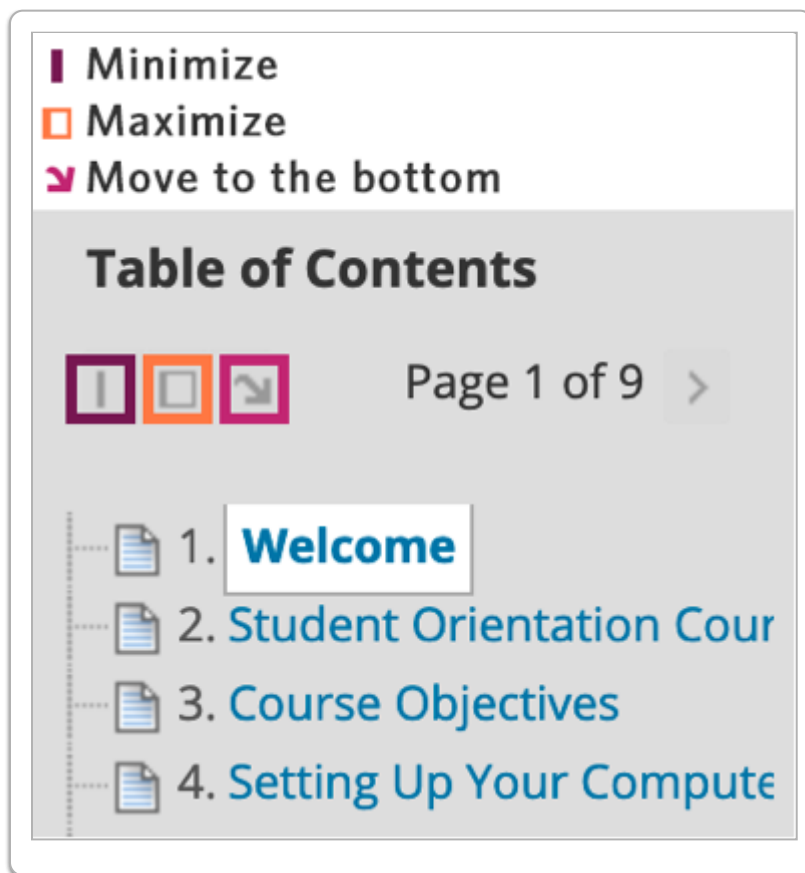 Minimize
Maximize
Move to the bottom
Table of Contents
Page 1 of 9 >
1. Welcome
2. Student Orientation Cour
3. Course Objectives
4. Setting Up Your Compute